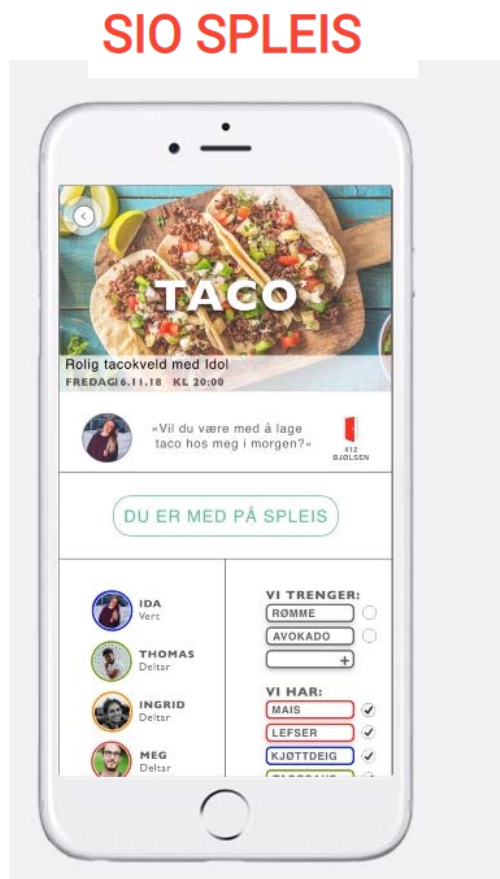 SIO SPLEIS
TACO
Rolig tacokveld med Idol
FREDAG16.11.18 KL 20:00
«Vil du være med å lage
taco hos meg i morgen?»
412
BJØLSEN
DU ER MED PÅ SPLEIS
IDA
Vert
THOMAS
Deltar
INGRID
Deltar
MEG
Deltar
VI TRENGER:
RØMME
AVOKADO
+
VI HAR:
MAIS
LEFSER
KJØTTDEIG